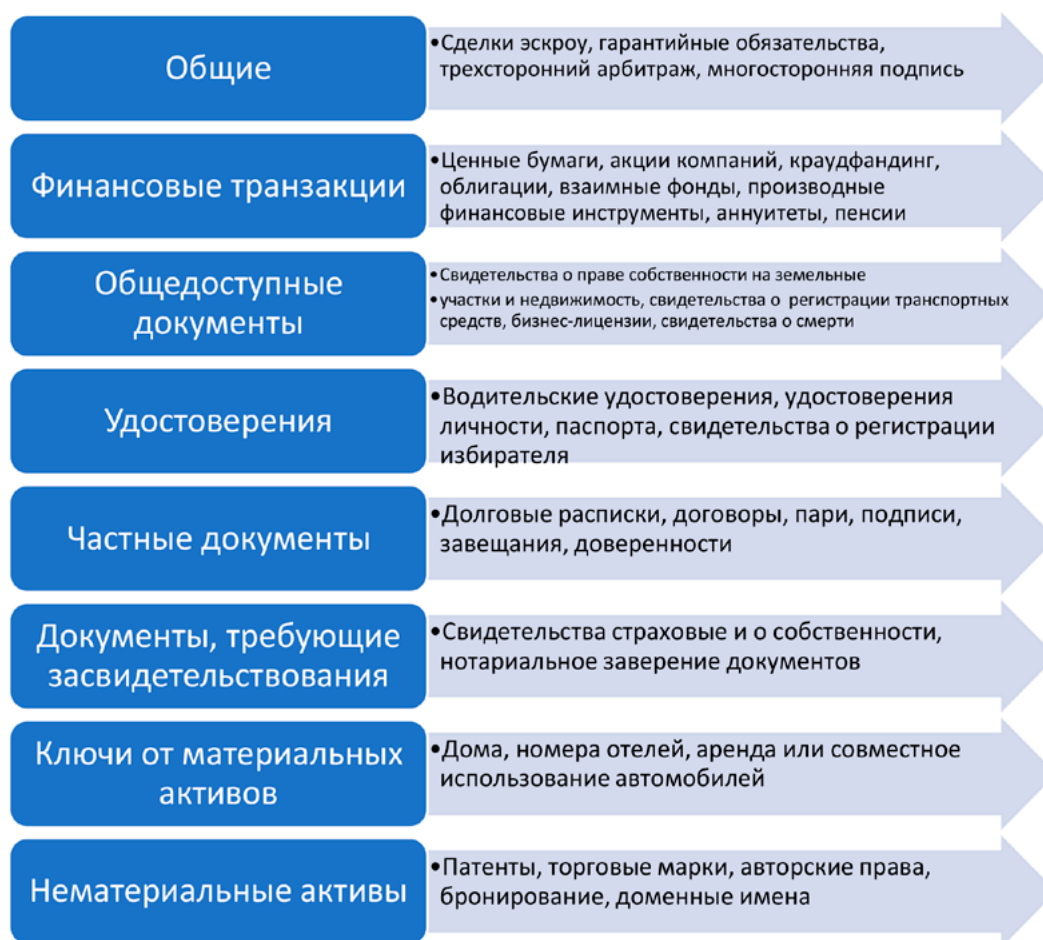 Общие
•Сделки эскроу, гарантийные обязательства,
трехсторонний арбитраж, многосторонняя подпись
Финансовые транзакции
•Ценные бумаги, акции компаний, краудфандинг,
облигации, взаимные фонды, производные
финансовые инструменты, аннуитеты, пенсии
Общедоступные
документы
•Свидетельства о праве собственности на земельные
•участки и недвижимость, свидетельства о регистрации транспортных
средств, бизнес-лицензии, свидетельства о смерти
Удостоверения
•Водительские удостоверения, удостоверения
личности, паспорта, свидетельства о регистрации
избирателя
Частные документы
•Долговые расписки, договоры, пари, подписи,
завещания, доверенности
Документы, требующие
засвидетельствования
•Свидетельства страховые и о собственности,
нотариальное заверение документов
Ключи от материальных
активов
•Дома, номера отелей, аренда или совместное
использование автомобилей
Нематериальные активы
•Патенты, торговые марки, авторские права,
бронирование, доменные имена